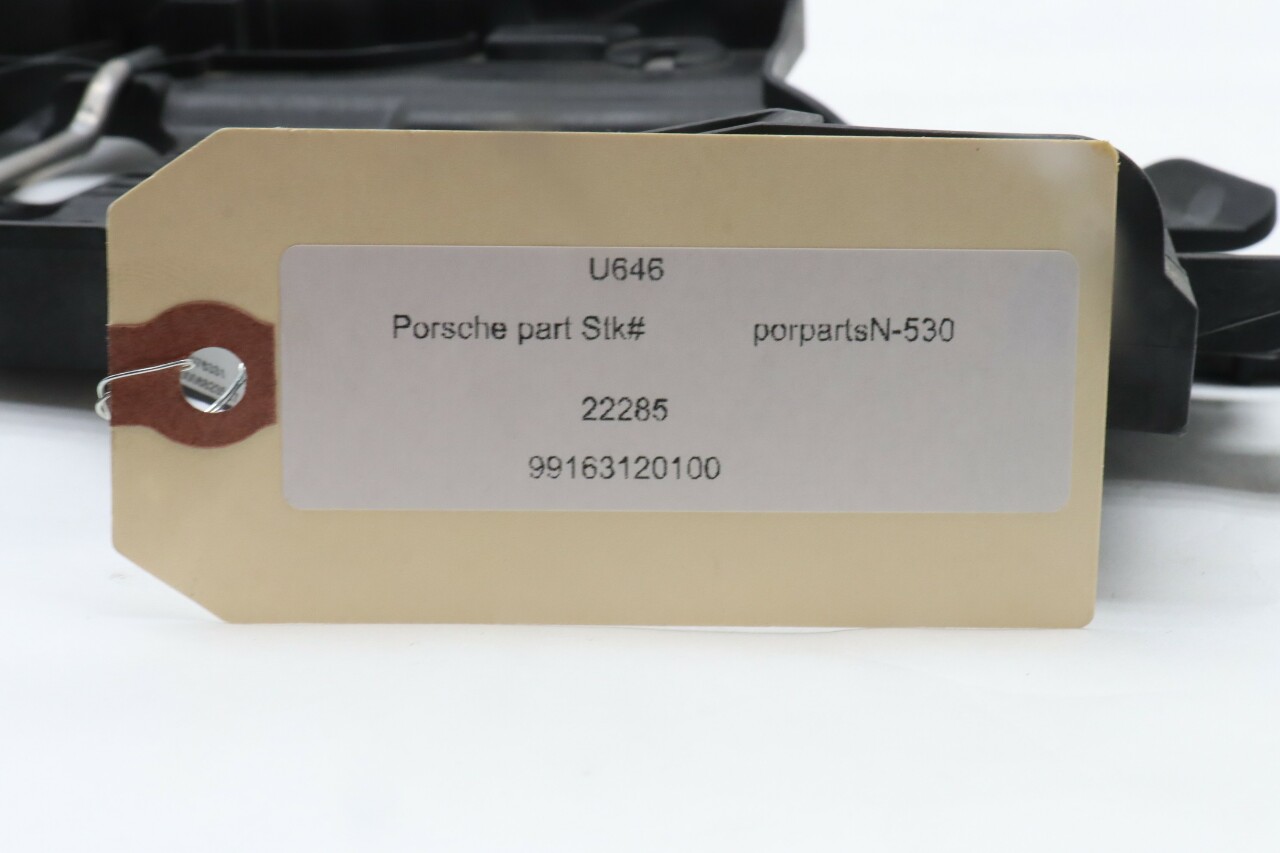 U646
Porsche part Stk# porpartsN-530
22285
99163120100